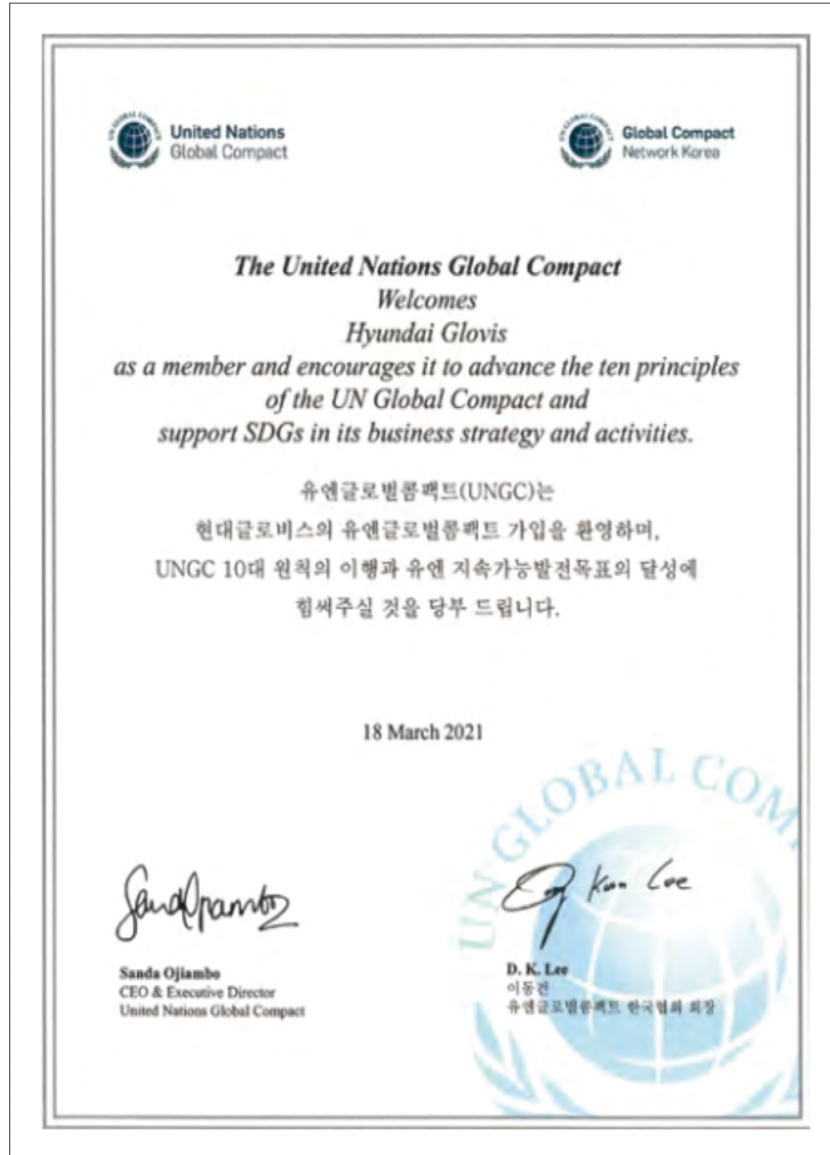 United Nations
Global Compact
Global Compact
Network Korea
The United Nations Global Compact
Welcomes
Hyundai Glovis
as a member and encourages it to advance the ten principles
of the UN Global Compact and
support SDGs in its business strategy and activities.
유엔글로벌콤팩트(UNGC)는
현대글로비스의 유엔글로벌콤팩트 가입을 환영하며,
UNGC 10대 원칙의 이행과 유엔 지속가능발전목표의 달성에
힘써주실 것을 당부 드립니다.
18 March 2021
UN GLOBAL COM
Sanda Ojiambo
CEO & Executive Director
United Nations Global Compact
D. K. Lee
이동건
유엔글로벌콤팩트 한국협회 회장